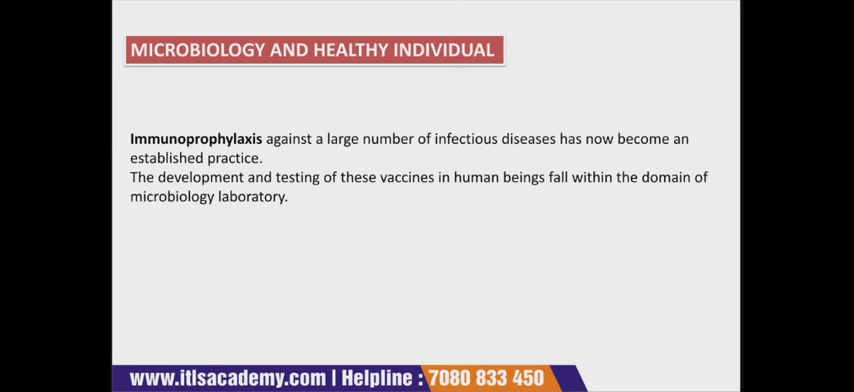 MICROBIOLOGY AND HEALTHY INDIVIDUAL
Immunoprophylaxis against a large number of infectious diseases has now become an
established practice.
The development and testing of these vaccines in human beings fall within the domain of
microbiology laboratory.
www.itlsacademy.com | Helpline : 7080 833 450